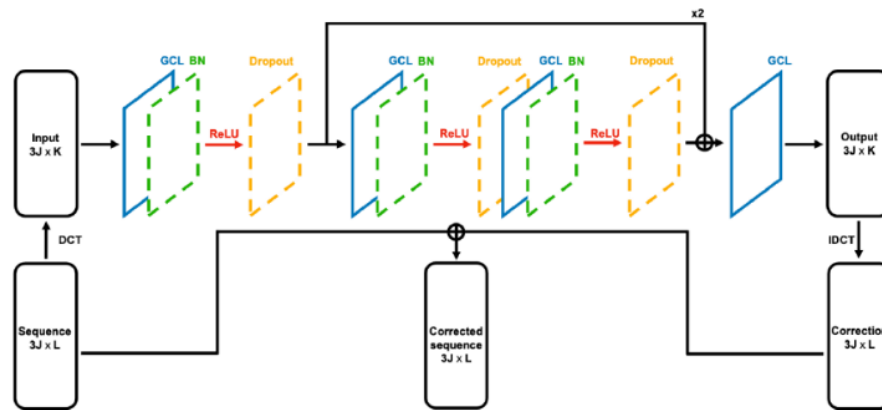 x2
GCL BN
Dropout
GCL BN
Dropout
GCL BN
Dropout
GCL
Input
3J x K
ReLU
ReLU
ReLU
Output
3J x K
DCT
IDCT
Sequence
3J x L
Corrected
sequence
3J x L
Correction
3J x L